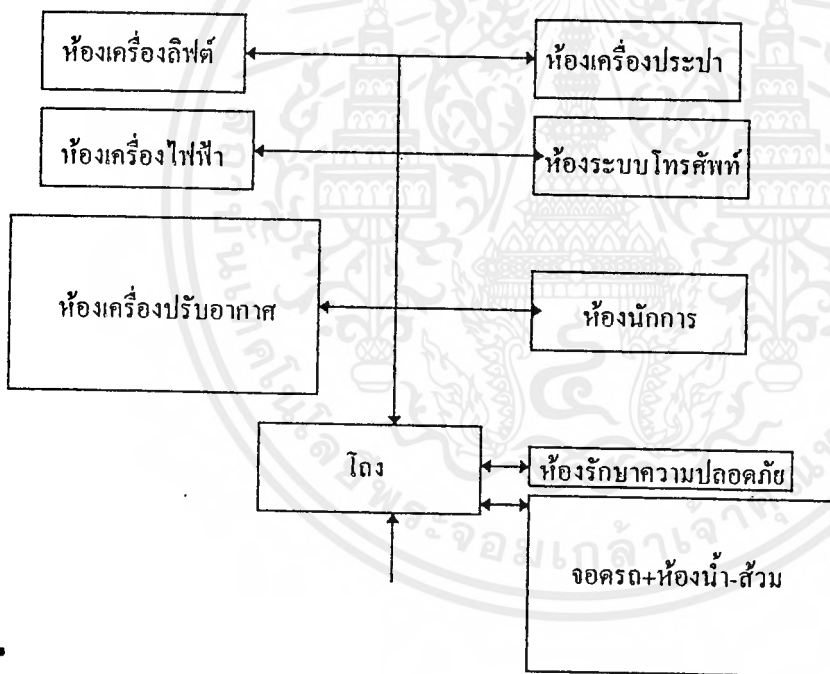 ห้องเครื่องลิฟต์
ห้องเครื่องประปา
ห้องเครื่องไฟฟ้า
ห้องระบบโทรศัพท์
ห้องเครื่องปรับอากาศ
ห้องนักการ
โถง
ห้องรักษาความปลอดภัย
จอดรถ+ห้องน้ำ-ส้วม